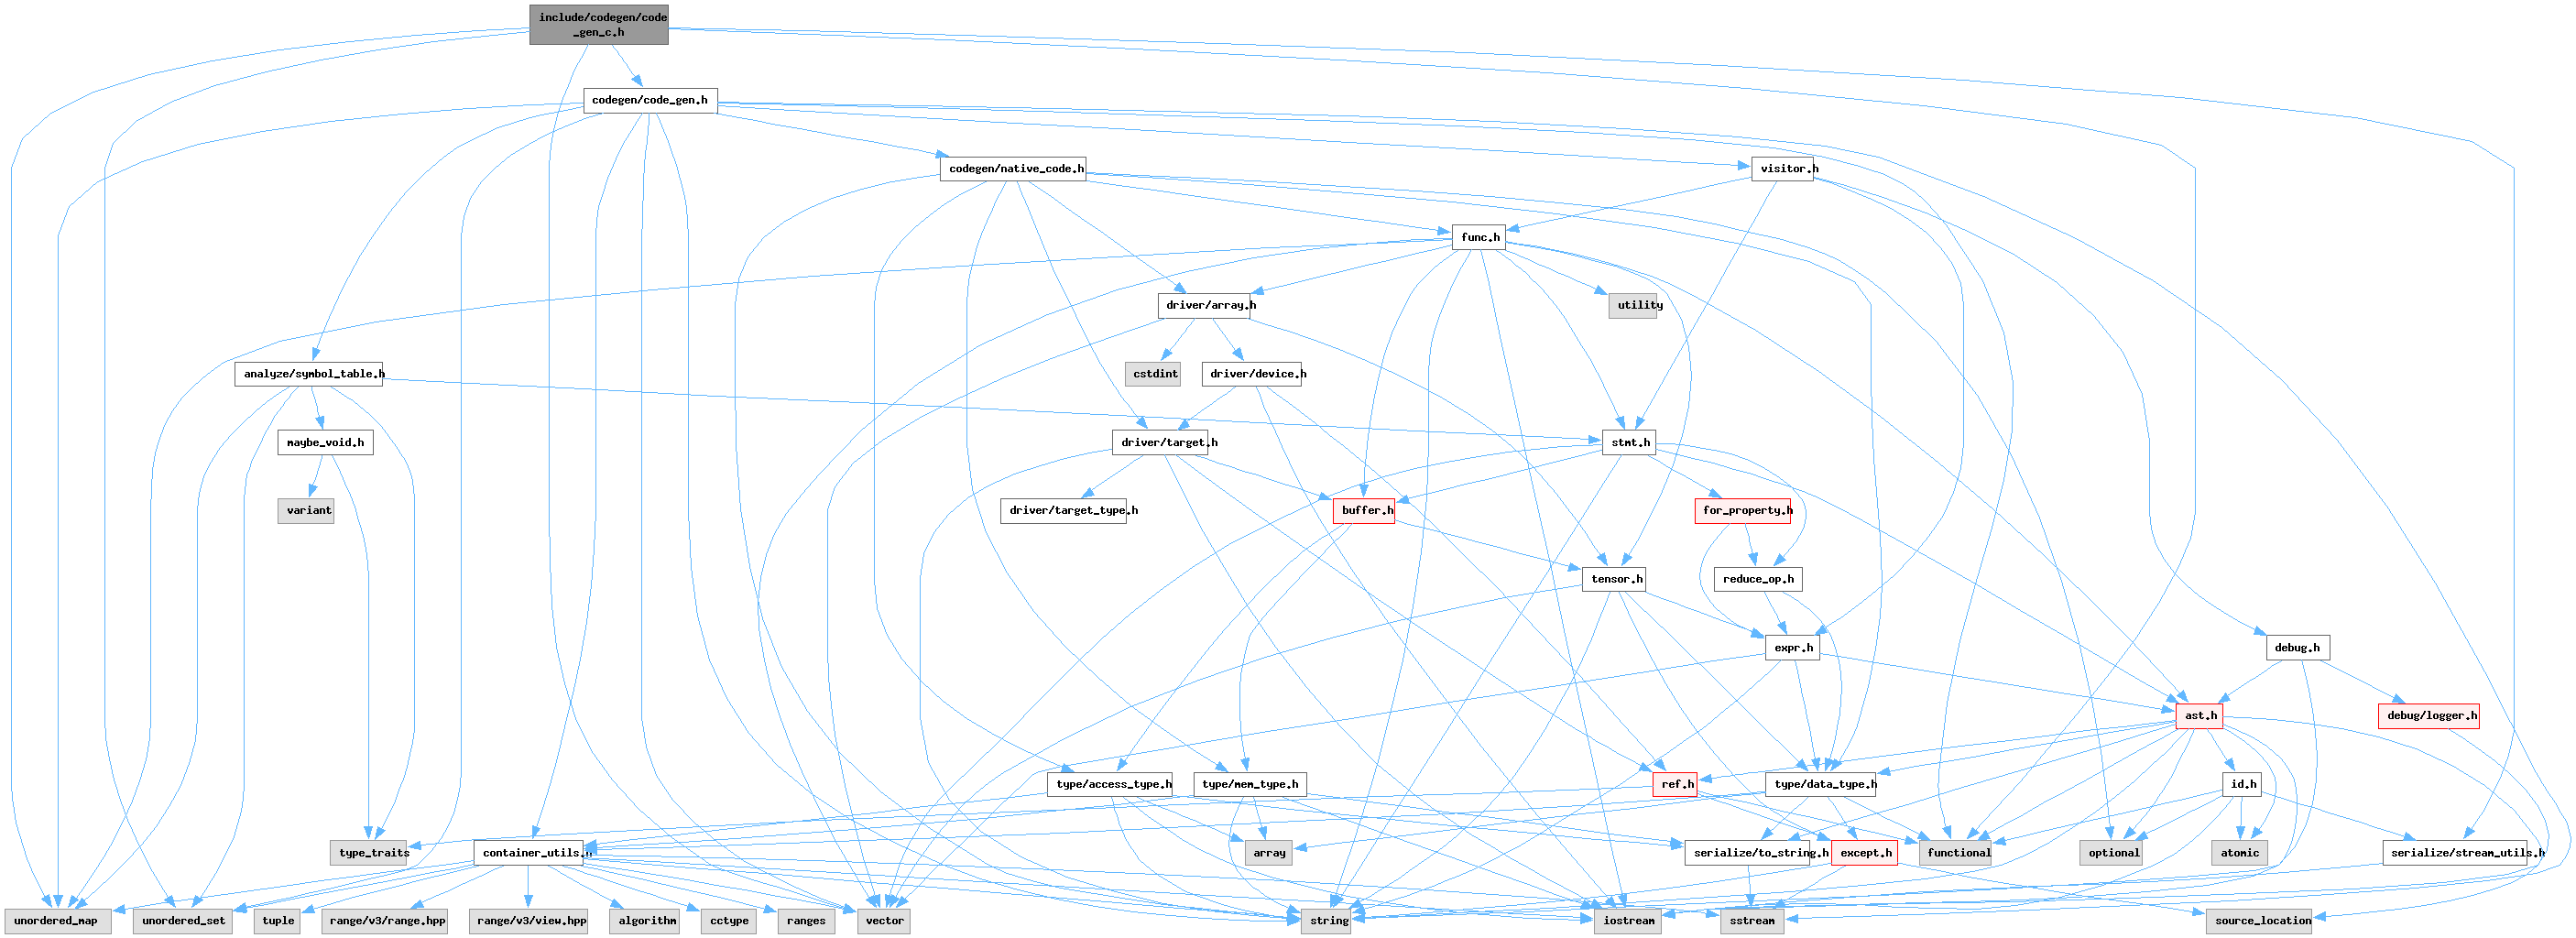 include/codegen/code
_gen_c.h
codegen/code_gen.h
codegen/native_code.h
visitor.h
func.h
driver/array.h
utility
analyze/symbol_table.h
cstdint
driver/device.h
maybe_void.h
driver/target.h
stmt.h
variant
driver/target_type.h
buffer.h
for_property.h
tensor.h
reduce_op.h
expr.h
debug.h
ast.h
debug/logger.h
type/access_type.h
type/mem_type.h
ref.h
type/data_type.h
id.h
type_traits
container_utils.h
array
serialize/to_string.h
except.h
functional
optional
atomic
serialize/stream_utils.h
unordered_map
unordered_set
tuple
range/v3/range.hpp
range/v3/view.hpp
algorithm
cctype
ranges
vector
string
iostream
sstream
source_location